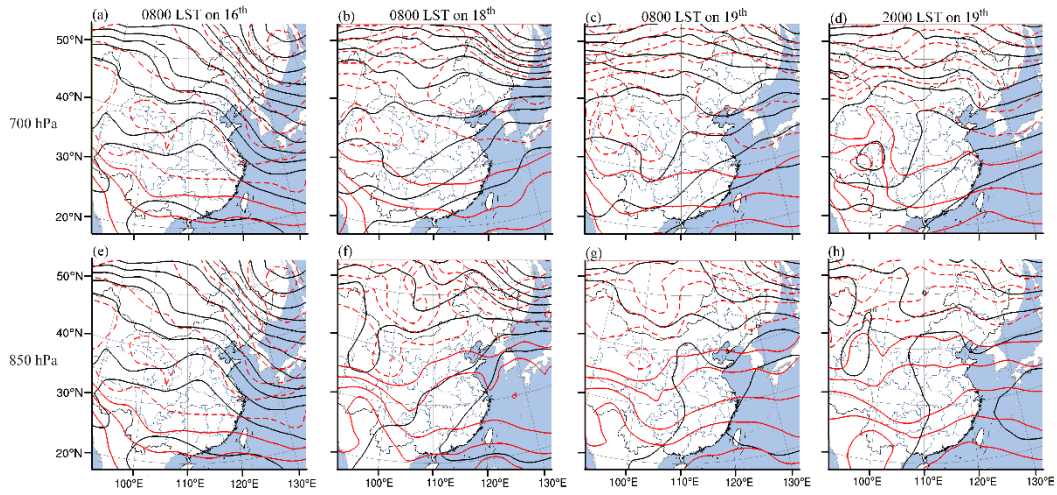 (a) 0800 LST on 16th (b) 0800 LST on 18th (c) 0800 LST on 19th (d) 2000 LST on 19th
50°N
40°N
700 hPa
30°N
20°N
(e) (f) (g) (h)
50°N
40°N
850 hPa
30°N
20°N
100°E 110°E 120°E 130°E 100°E 110°E 120°E 130°E 100°E 110°E 120°E 130°E 100°E 110°E 120°E 130°E